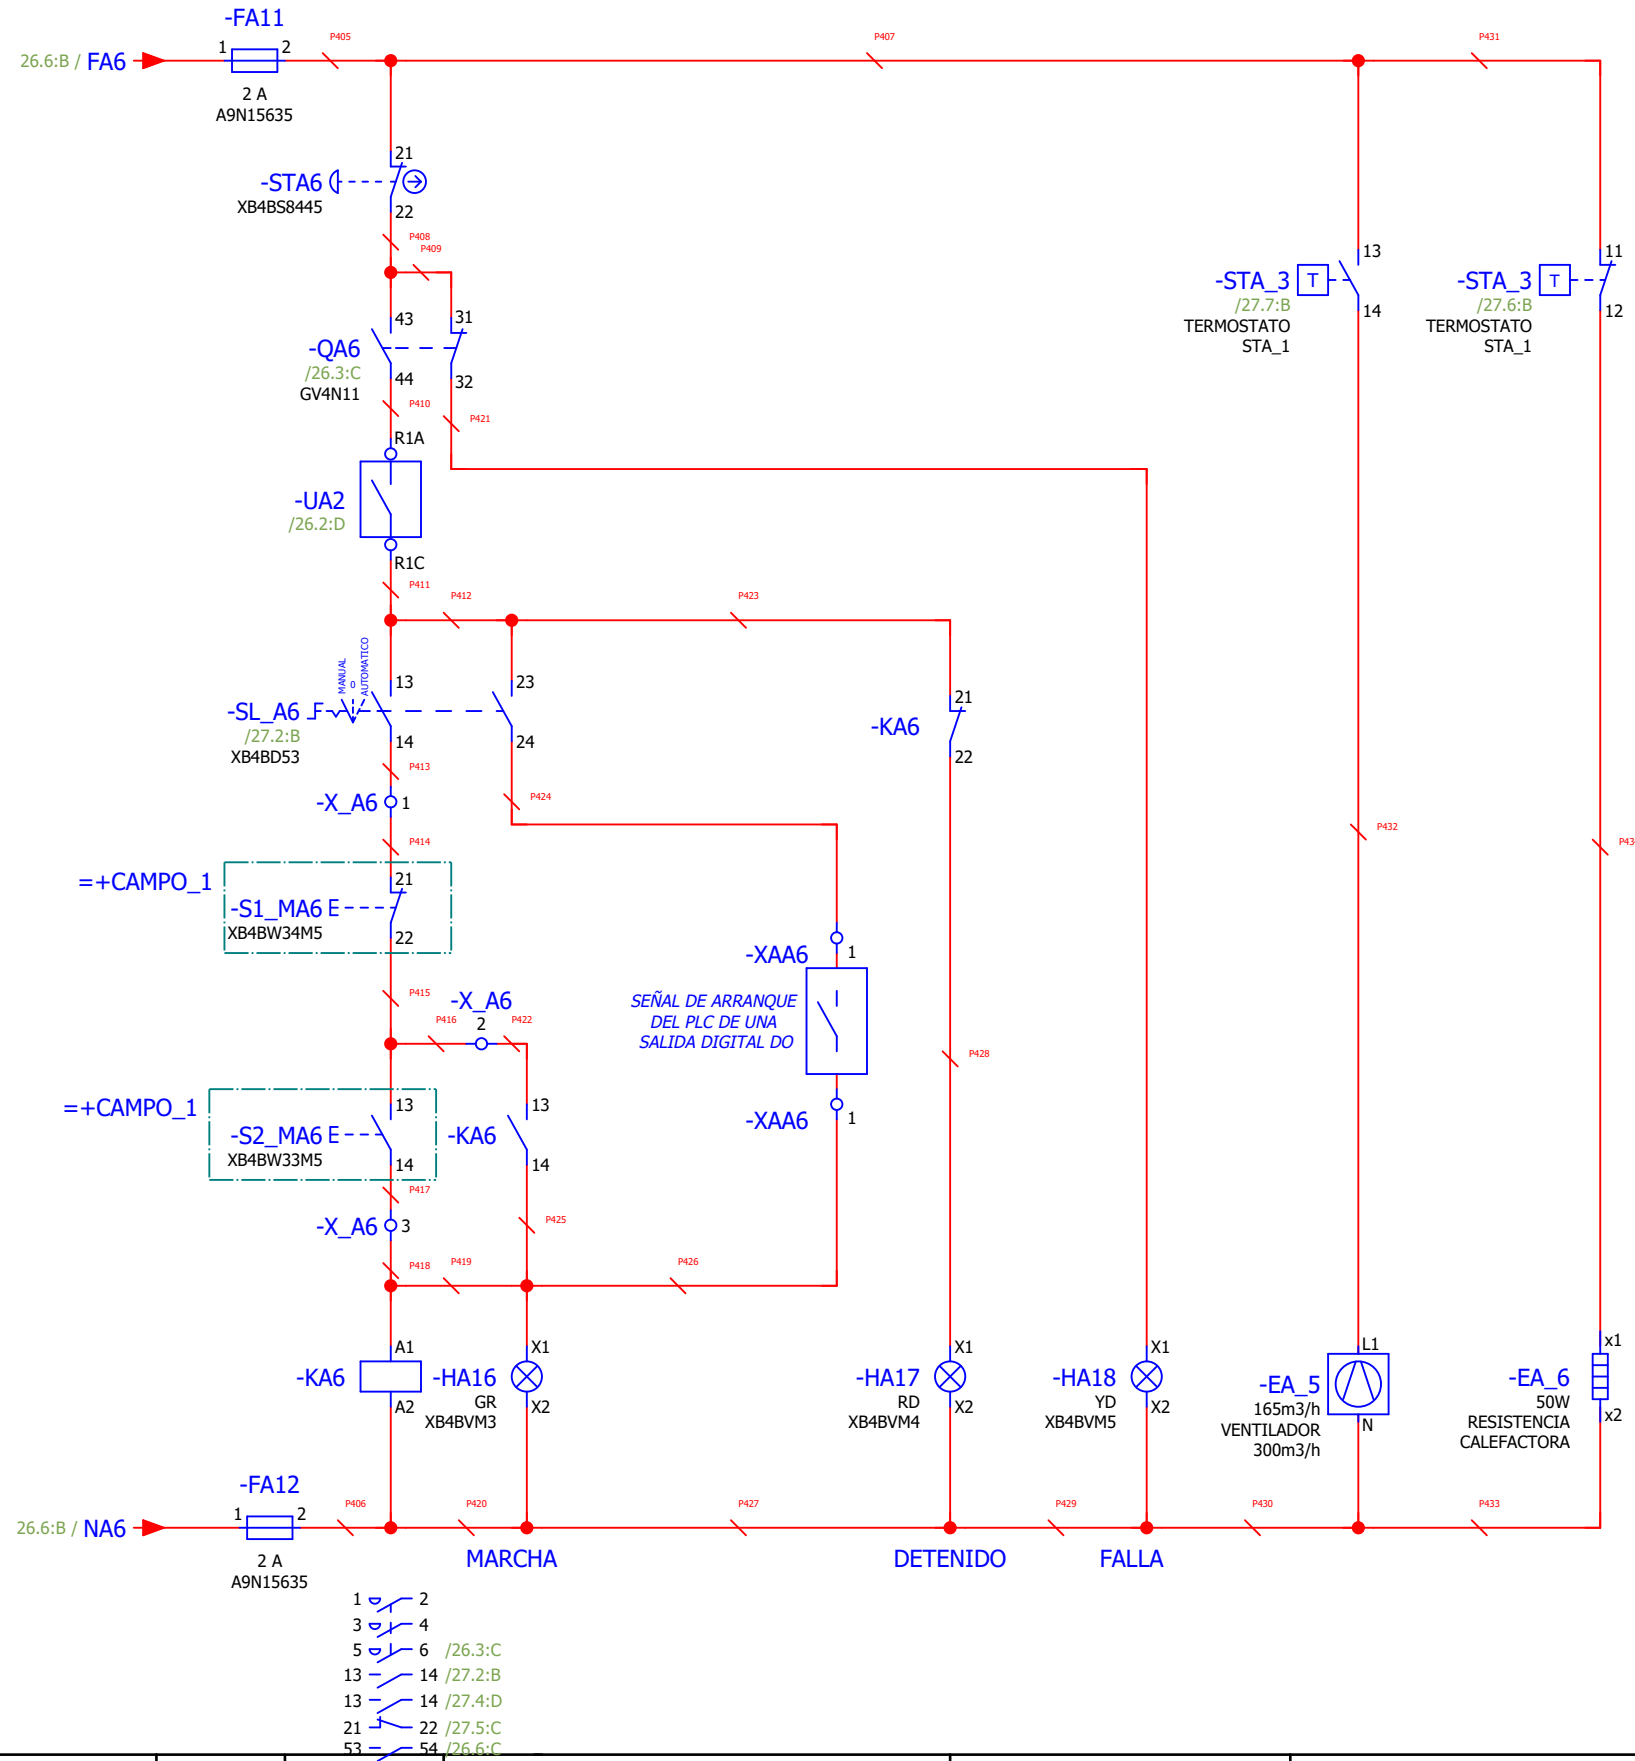 -FA11
1 2
P405
P407
P431
26.6:B / FA6
2 A
A9N15635
21
-STA6
XB4BS8445
22
P408
P409
13
-STA_3
T
/27.7:B
14
TERMOSTATO
STA_1
11
-STA_3
T
/27.6:B
12
TERMOSTATO
STA_1
43
31
-QA6
/26.3:C
GV4N11
44
32
P410
P421
R1A
-UA2
/26.2:D
R1C
P411
P412
P423
MANUAL
0
AUTOMATICO
13
23
-SL_A6
/27.2:B
XB4BD53
14
24
21
-KA6
22
P413
P424
-X_A6 1
P414
P432
P43
=+CAMPO_1
21
-S1_MA6
XB4BW34M5
22
-XAA6
1
P415
-X_A6
P416
2
P422
SEÑAL DE ARRANQUE
DEL PLC DE UNA
SALIDA DIGITAL DO
P428
=+CAMPO_1
13
-S2_MA6
XB4BW33M5
14
13
-KA6
14
-XAA6
1
P417
-X_A6 3
P425
P418
P419
P426
A1
-KA6
A2
X1
-HA16
GR
XB4BVM3
X2
X1
-HA17
RD
XB4BVM4
X2
X1
-HA18
YD
XB4BVM5
X2
L1
-EA_5
165m3/h
VENTILADOR
300m3/h
N
x1
-EA_6
50W
RESISTENCIA
CALEFACTORA
x2
-FA12
1 2
P406
P420
P427
P429
P430
P433
26.6:B / NA6
2 A
A9N15635
MARCHA
DETENIDO
FALLA
1 2
3 4
5 6 /26.3:C
13 14 /27.2:B
13 14 /27.4:D
21 22 /27.5:C
53 54 /26.6:C